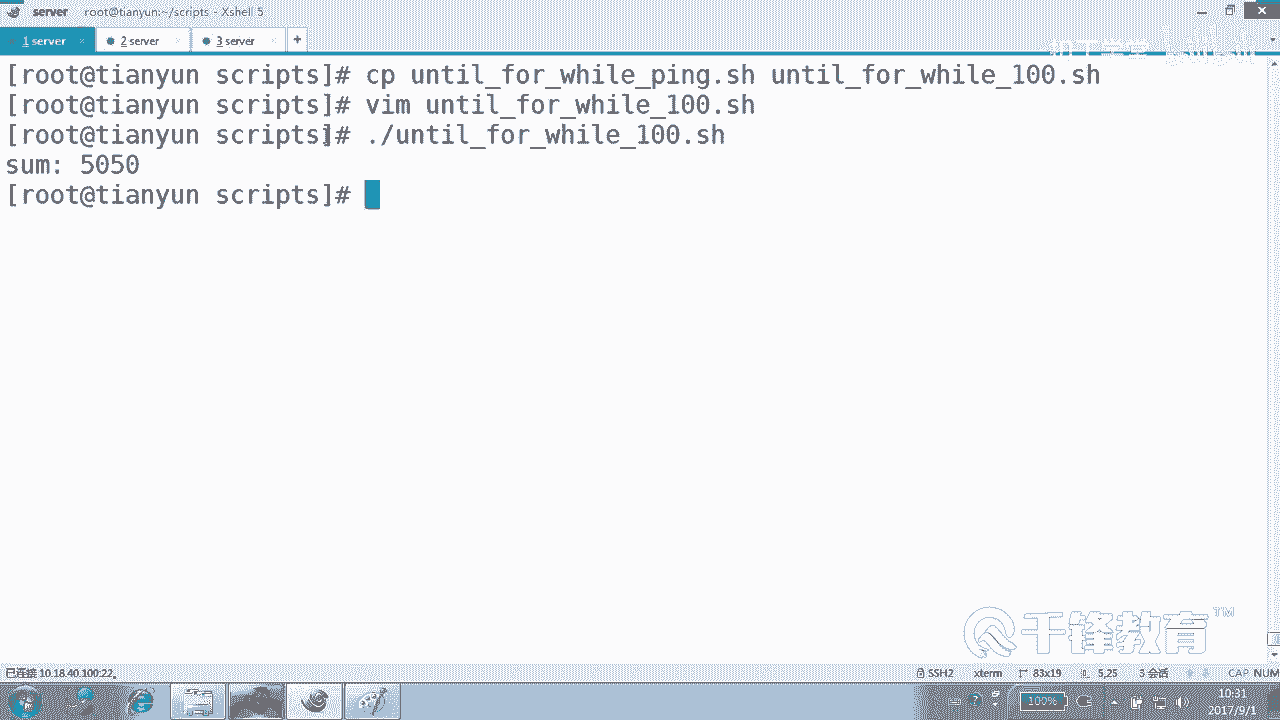 server root@tianyun:~/scripts - Xshell 5
1 server 2 server 3 server +
[root@tianyun scripts]# cp until_for_while_ping.sh until_for_while_100.sh
[root@tianyun scripts]# vim until_for_while_100.sh
[root@tianyun scripts]# ./until_for_while_100.sh
sum: 5050
[root@tianyun scripts]#
千锋教育™
已连接 10.18.40.100:22。 SSH2 xterm 83x19 5,25 3 会话 CAP NUM
100% 10:31
2017/9/1